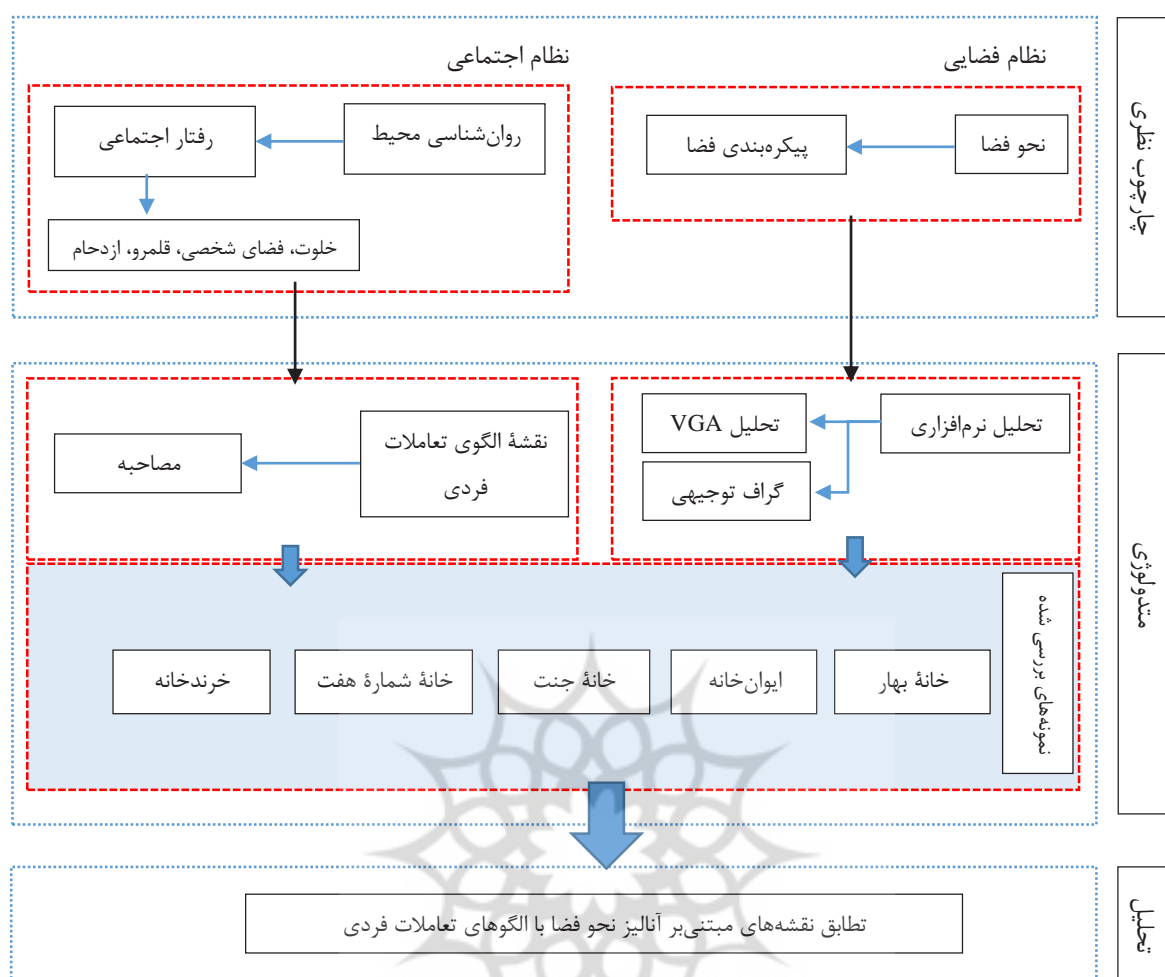 چارچوب نظری
نظام فضایی
نحو فضا
پیکره‌بندی فضا
نظام اجتماعی
روان‌شناسی محیط
رفتار اجتماعی
خلوت، فضای شخصی، قلمرو، ازدحام
متدولوژی
تحلیل نرم‌افزاری
تحلیل VGA
گراف توجیهی
نقشهٔ الگوی تعاملات
فردی
مصاحبه
نمونه‌های بررسی شده
خانهٔ بهار
ایوان‌خانه
خانهٔ جنت
خانهٔ شمارهٔ هفت
خرندخانه
تحلیل
تطابق نقشه‌های مبتنی‌بر آنالیز نحو فضا با الگوهای تعاملات فردی